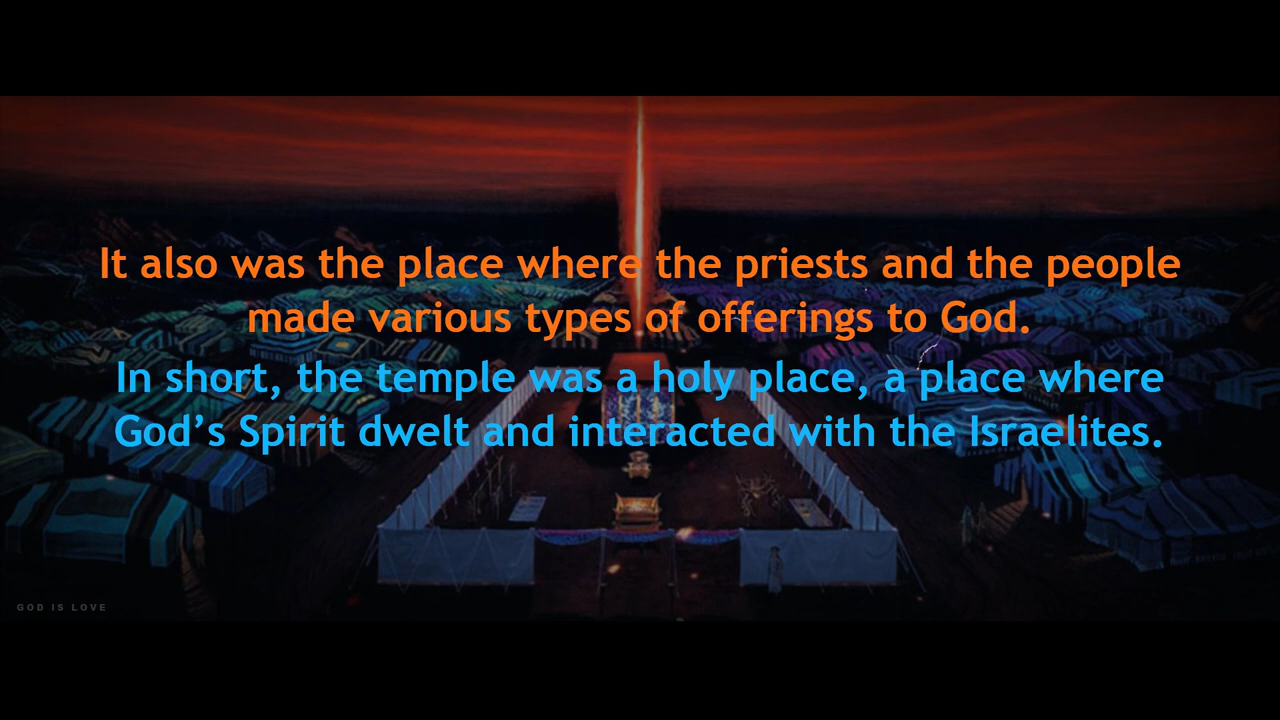 It also was the place where the priests and the people
made various types of offerings to God.
In short, the temple was a holy place, a place where
God’s Spirit dwelt and interacted with the Israelites.
GOD IS LOVE